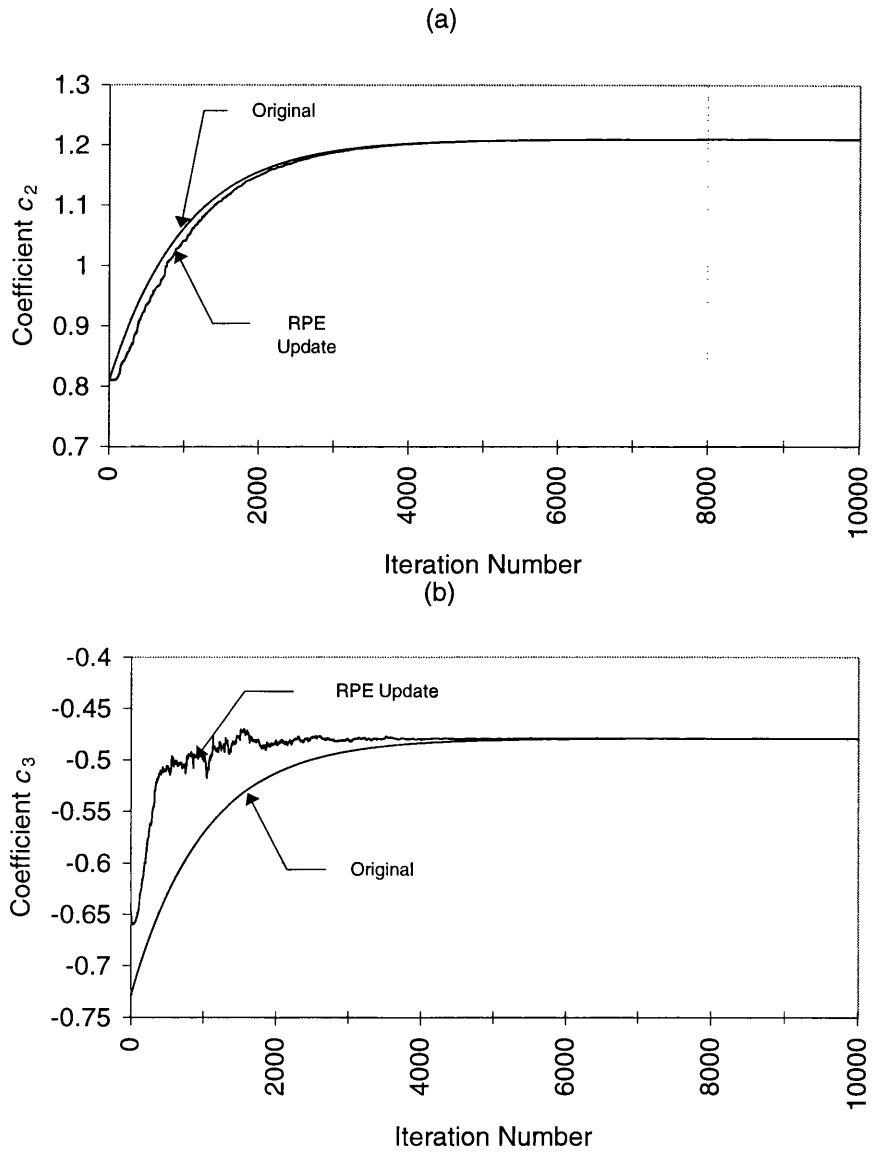 (a)
1.3
1.2
1.1
1
0.9
0.8
0.7
Coefficient c2
Original
RPE
Update
0
2000
4000
6000
8000
10000
Iteration Number
(b)
-0.4
-0.45
-0.5
-0.55
-0.6
-0.65
-0.7
-0.75
Coefficient c3
RPE Update
Original
0
2000
4000
6000
8000
10000
Iteration Number